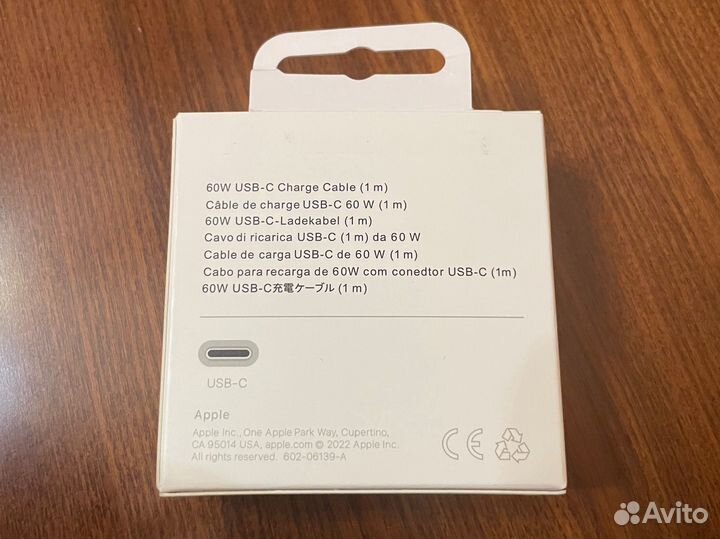 60W USB-C Charge Cable (1 m)
Câble de charge USB-C 60 W (1 m)
60W USB-C-Ladekabel (1 m)
Cavo di ricarica USB-C (1 m) da 60 W
Cable de carga USB-C de 60 W (1 m)
Cabo para recarga de 60W com conedtor USB-C (1m)
60W USB-C充電ケーブル (1 m)
USB-C
Apple
Apple Inc., One Apple Park Way, Cupertino,
CA 95014 USA, apple.com © 2022 Apple Inc.
All rights reserved. 602-06139-A
CE
Avito